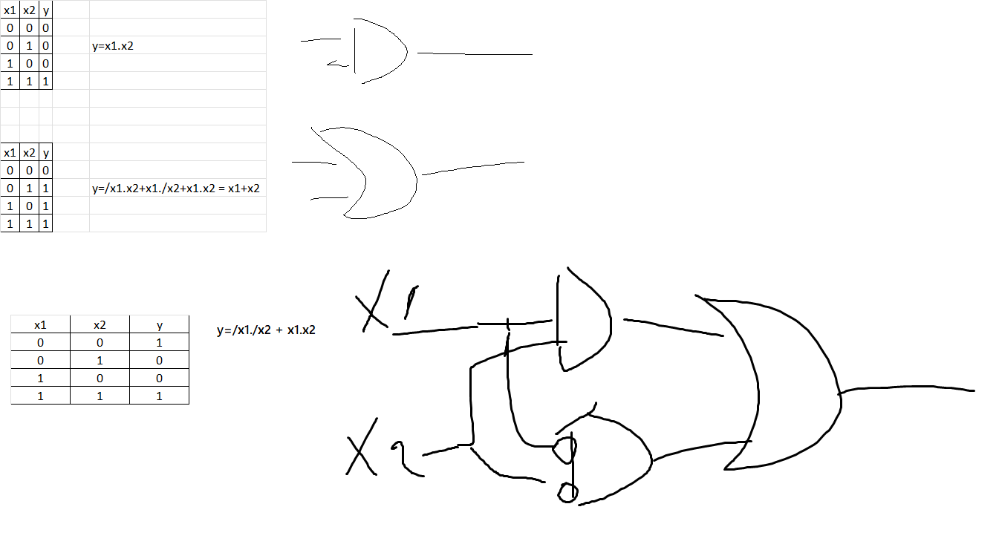 x1 x2 y
0 0 0
0 1 0 y=x1.x2
1 0 0
1 1 1
x1 x2 y
0 0 0
0 1 1 y=/x1.x2+x1./x2+x1.x2 = x1+x2
1 0 1
1 1 1
X1
x1 x2 y y=/x1./x2 + x1.x2
0 0 1
0 1 0
1 0 0
1 1 1
X2